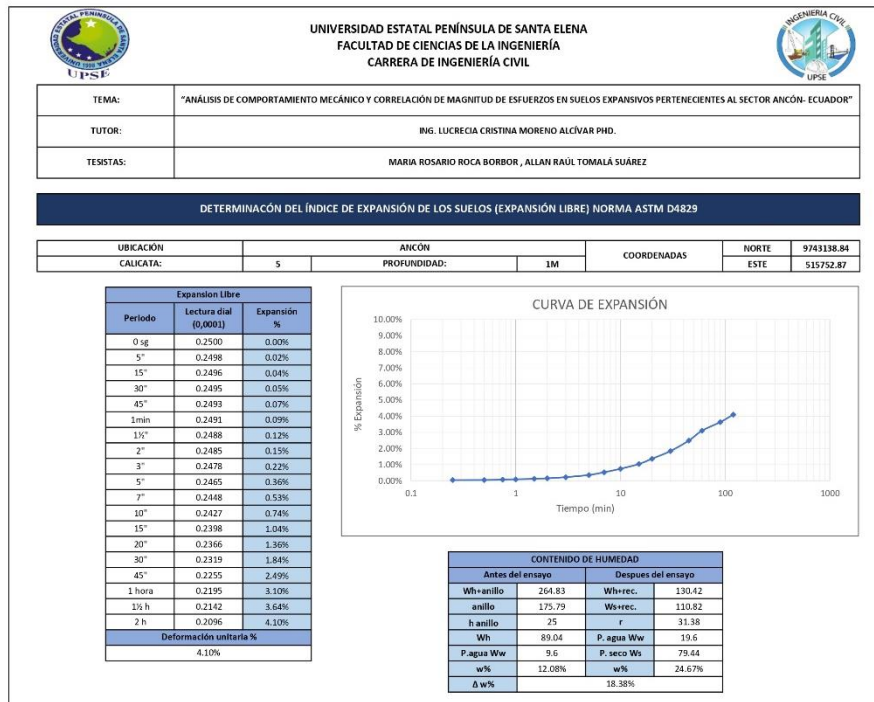 UNIVERSIDAD ESTATAL PENÍNSULA DE SANTA ELENA
FACULTAD DE CIENCIAS DE LA INGENIERÍA
CARRERA DE INGENIERÍA CIVIL
UNIVERSIDAD ESTATAL PENINSULA DE SANTA ELENA
UPSE
INGENIERIA CIVIL
UPSE
TEMA: "ANÁLISIS DE COMPORTAMIENTO MECÁNICO Y CORRELACIÓN DE MAGNITUD DE ESFUERZOS EN SUELOS EXPANSIVOS PERTENECIENTES AL SECTOR ANCÓN- ECUADOR"
TUTOR: ING. LUCRECIA CRISTINA MORENO ALCÍVAR PHD.
TESISTAS: MARIA ROSARIO ROCA BORBOR , ALLAN RAÚL TOMALÁ SUÁREZ
DETERMINACÓN DEL ÍNDICE DE EXPANSIÓN DE LOS SUELOS (EXPANSIÓN LIBRE) NORMA ASTM D4829
UBICACIÓN ANCÓN COORDENADAS NORTE 9743138.84
CALICATA: 5 PROFUNDIDAD: 1M ESTE 515752.87
Expansion Libre
Periodo Lectura dial (0,0001) Expansión %
0 sg 0.2500 0.00%
5" 0.2498 0.02%
15" 0.2496 0.04%
30" 0.2495 0.05%
45" 0.2493 0.07%
1min 0.2491 0.09%
1½" 0.2488 0.12%
2" 0.2485 0.15%
3" 0.2478 0.22%
5" 0.2465 0.36%
7" 0.2448 0.53%
10" 0.2427 0.74%
15" 0.2398 1.04%
20" 0.2366 1.36%
30" 0.2319 1.84%
45" 0.2255 2.49%
1 hora 0.2195 3.10%
1½ h 0.2142 3.64%
2 h 0.2096 4.10%
Deformación unitaria %
4.10%
CURVA DE EXPANSIÓN
% Expansión
10.00%
9.00%
8.00%
7.00%
6.00%
5.00%
4.00%
3.00%
2.00%
1.00%
0.00%
0.1 1 10 100 1000
Tiempo (min)
CONTENIDO DE HUMEDAD
Antes del ensayo Despues del ensayo
Wh+anillo 264.83 Wh+rec. 130.42
anillo 175.79 Ws+rec. 110.82
h anillo 25 r 31.38
Wh 89.04 P. agua Ww 19.6
P.agua Ww 9.6 P. seco Ws 79.44
w% 12.08% w% 24.67%
Δ w% 18.38%